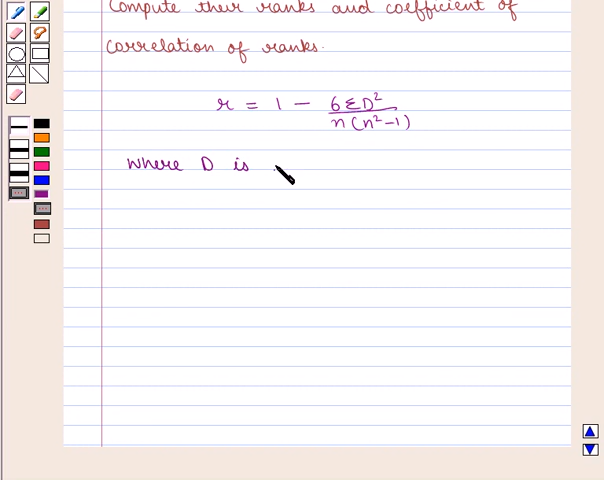 Compute their ranks and coefficient of
correlation of ranks.
r = 1 - 6ΣD²/n(n²-1)
where D is